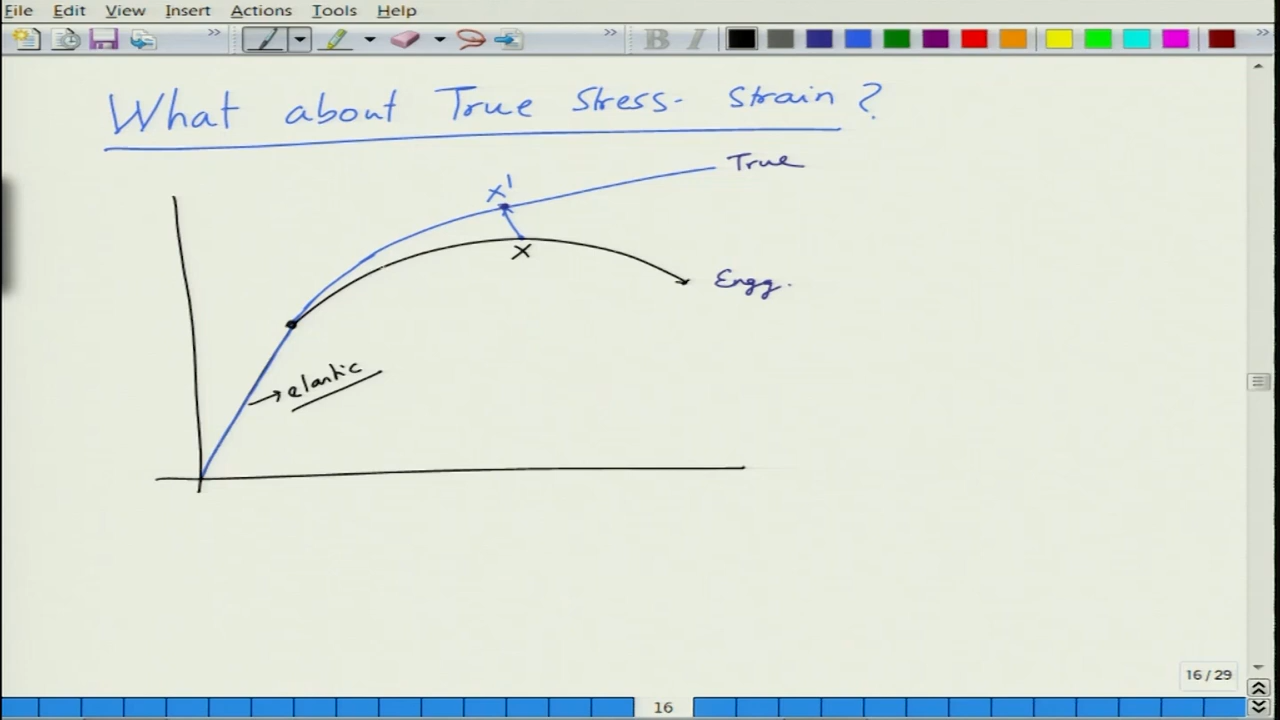 File Edit View Insert Actions Tools Help
» » B I »
What about True Stress- Strain?
True
X'
X
Engg.
elastic
16 / 29
16